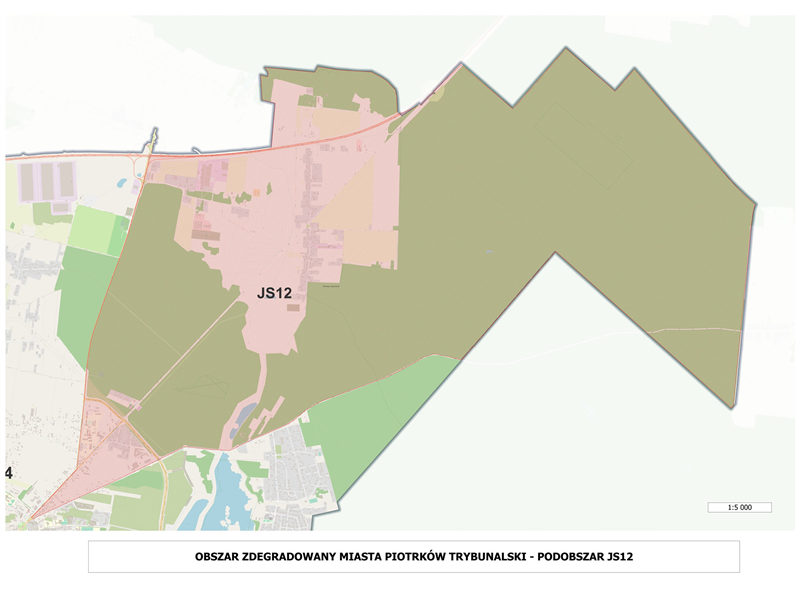 JS12
4
1:5 000
OBSZAR ZDEGRADOWANY MIASTA PIOTRKÓW TRYBUNALSKI - PODOBSZAR JS12